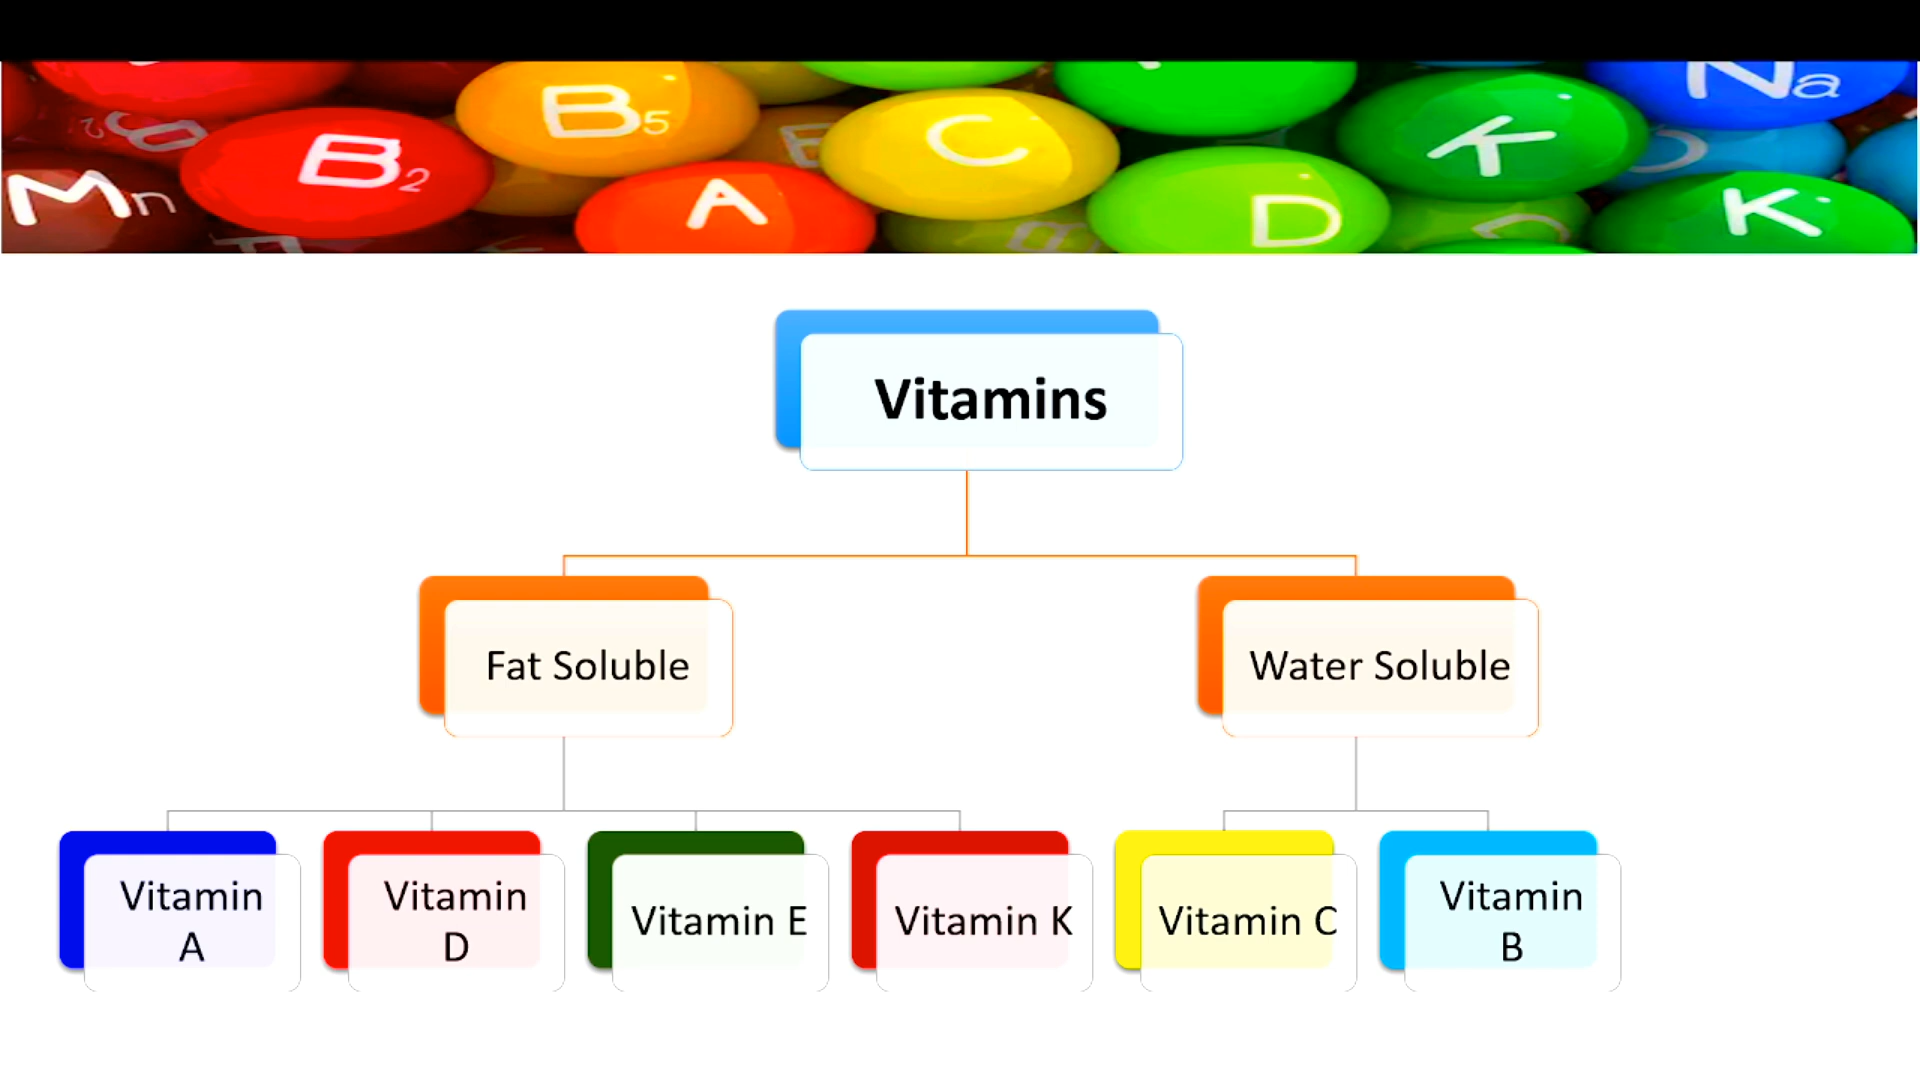 Mn
B2
B5
A
C
D
K
Na
K
Vitamins
Fat Soluble
Water Soluble
Vitamin
A
Vitamin
D
Vitamin E
Vitamin K
Vitamin C
Vitamin
B